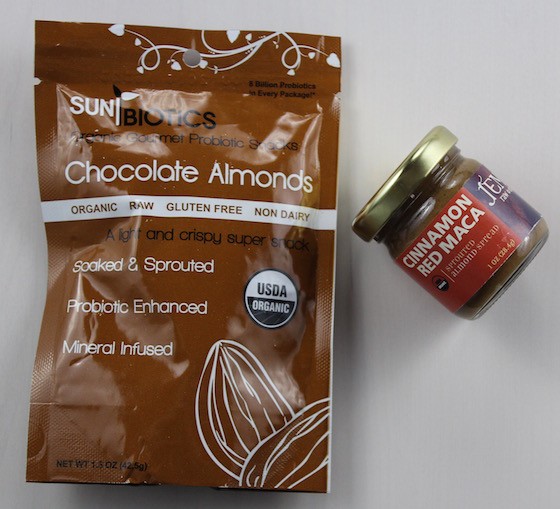 8 Billion Probiotics
in Every Package!*
SUNBIOTICS
Organic Gourmet Probiotic Snacks
Chocolate Almonds
ORGANIC RAW GLUTEN FREE NON DAIRY
A light and crispy super snack
Soaked & Sprouted
USDA
ORGANIC
Probiotic Enhanced
Mineral Infused
NET WT 1.5 OZ (42.5g)
CINNAMON
RED MACA
sprouted
almond spread
1 OZ (28.4g)